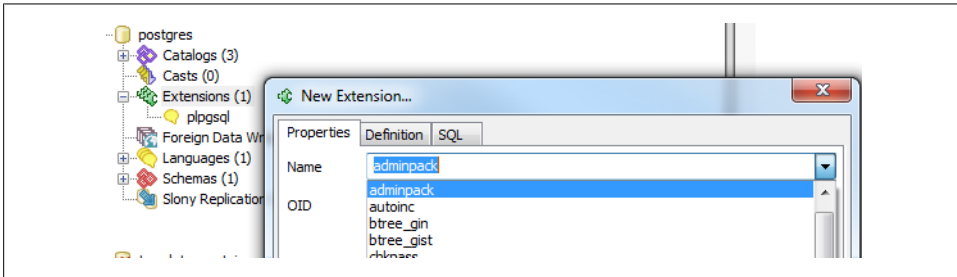 postgres
Catalogs (3)
Casts (0)
Extensions (1)
plpgsql
Foreign Data Wr
Languages (1)
Schemas (1)
Slony Replication
New Extension...
Properties Definition SQL
Name adminpack
OID
adminpack
autoinc
btree_gin
btree_gist
chkpass